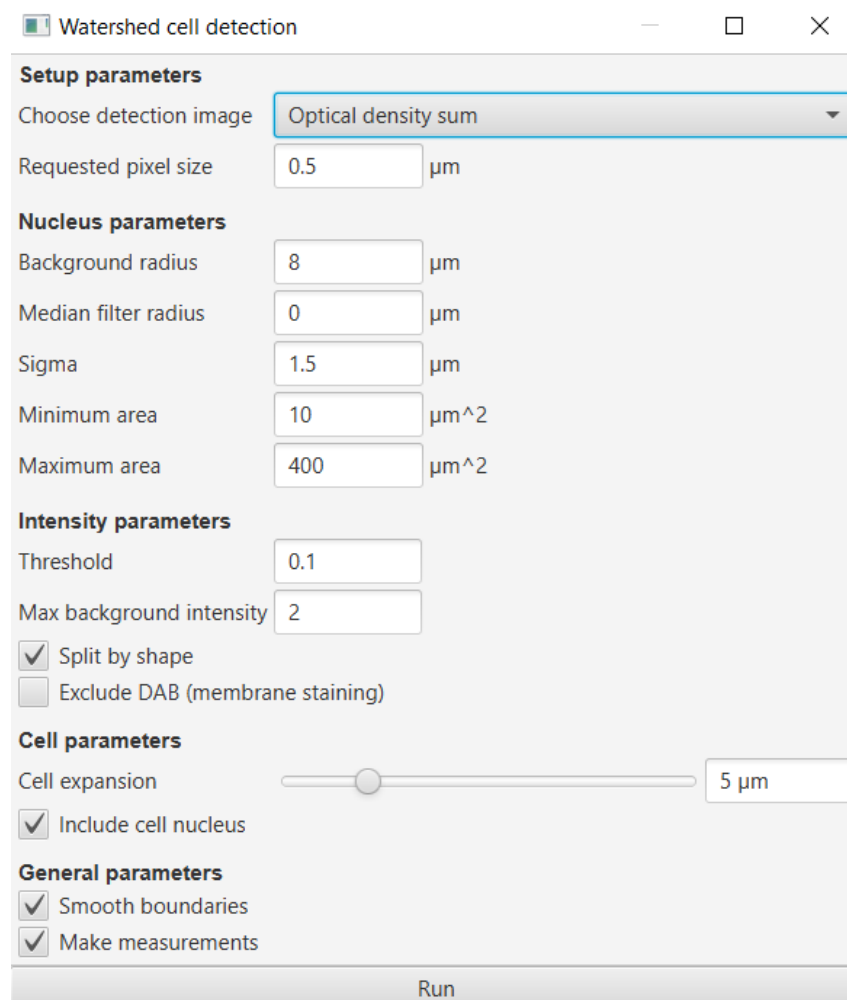 Watershed cell detection
Setup parameters
Choose detection image Optical density sum
Requested pixel size 0.5 µm
Nucleus parameters
Background radius 8 µm
Median filter radius 0 µm
Sigma 1.5 µm
Minimum area 10 µm^2
Maximum area 400 µm^2
Intensity parameters
Threshold 0.1
Max background intensity 2
Split by shape
Exclude DAB (membrane staining)
Cell parameters
Cell expansion 5 µm
Include cell nucleus
General parameters
Smooth boundaries
Make measurements
Run